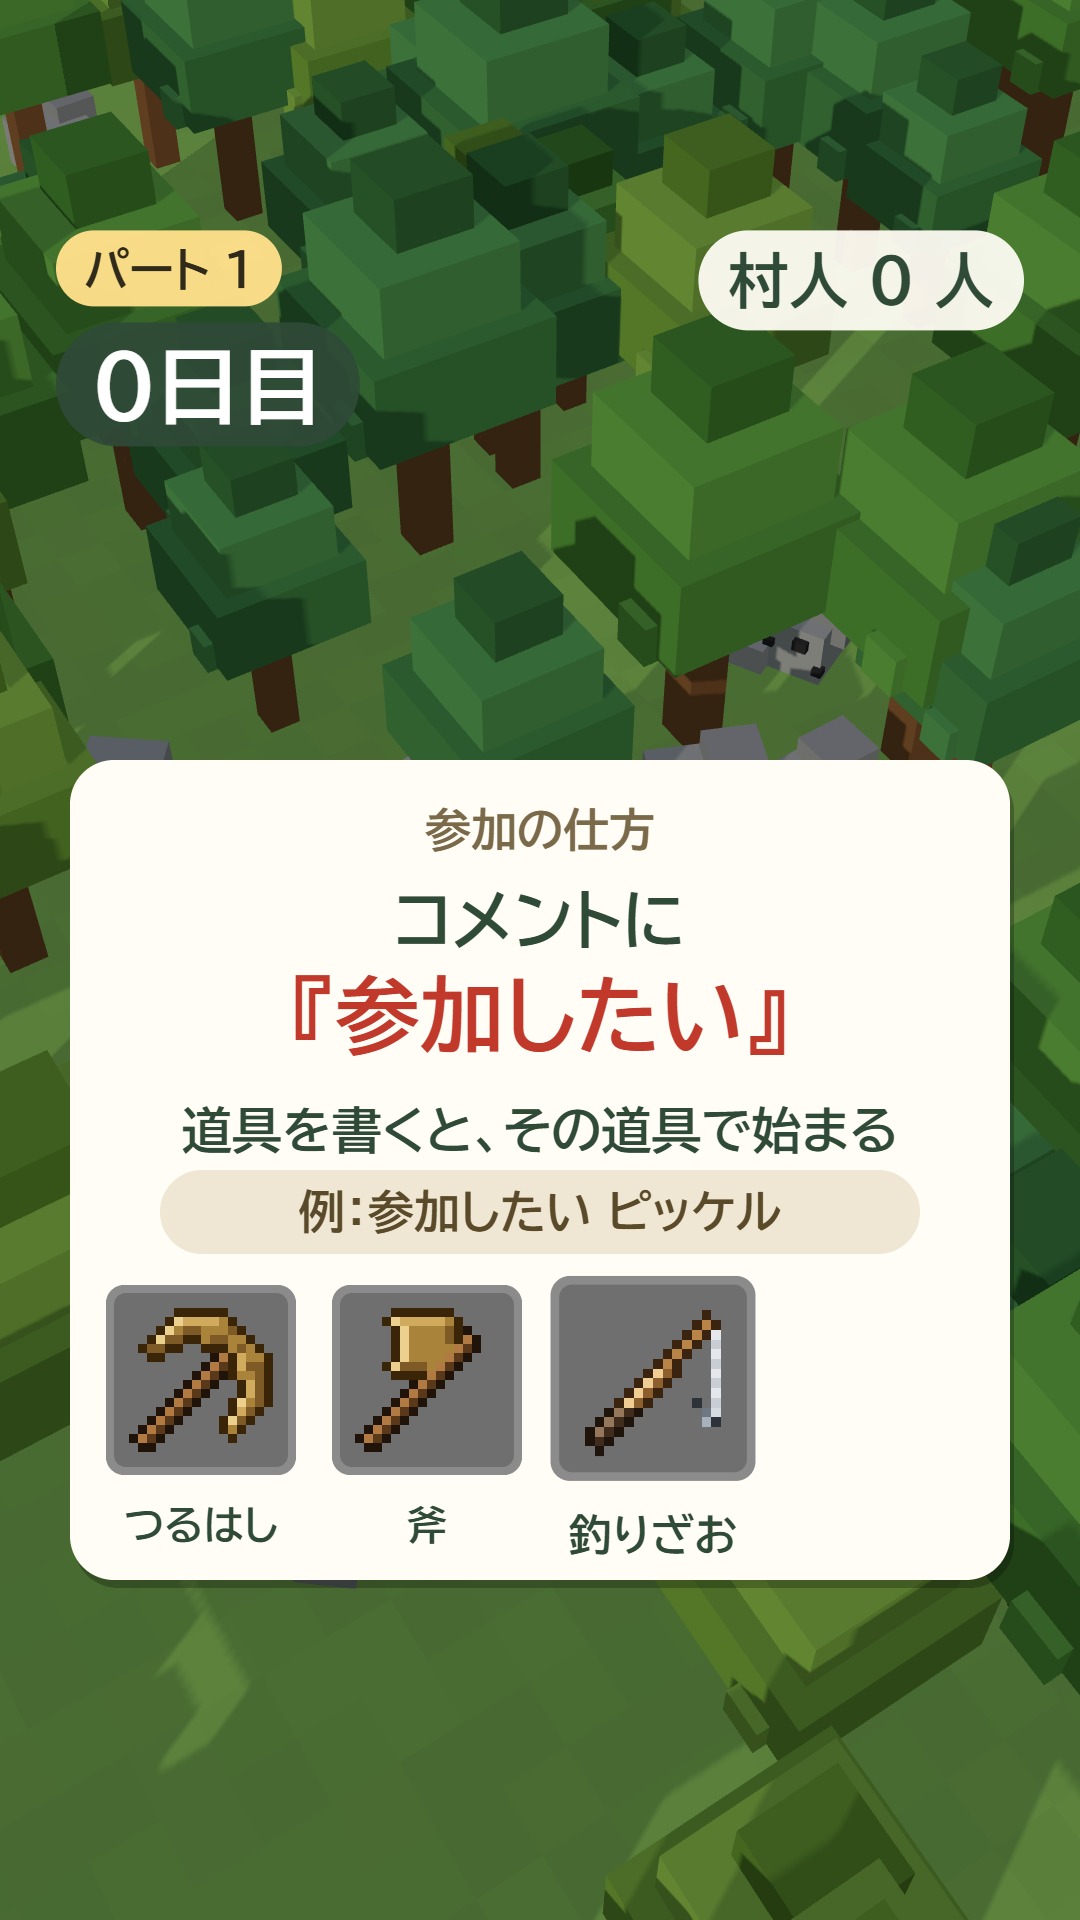 パート 1
村人 0 人
0日目
参加の仕方
コメントに
『参加したい』
道具を書くと、その道具で始まる
例：参加したい ピッケル
つるはし
斧
釣りざお